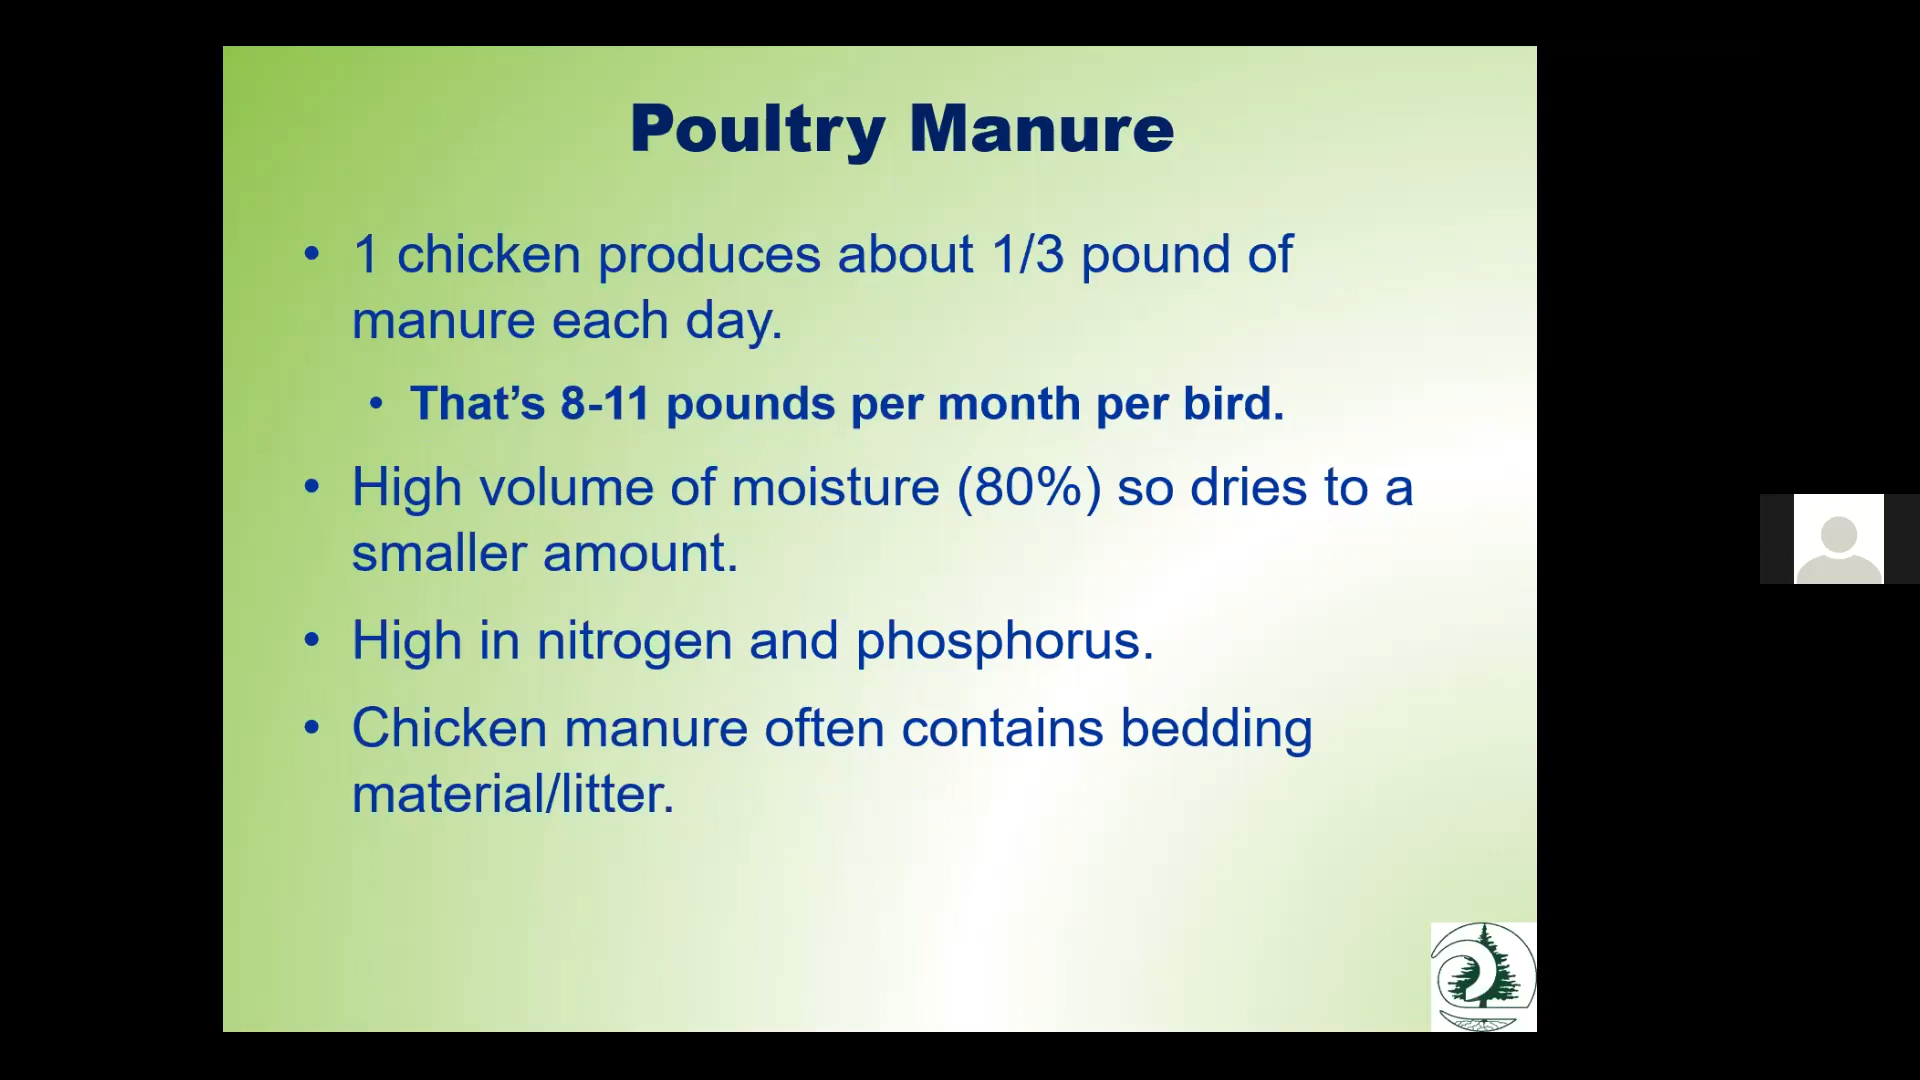 Poultry Manure
• 1 chicken produces about 1/3 pound of
manure each day.
• That’s 8-11 pounds per month per bird.
• High volume of moisture (80%) so dries to a
smaller amount.
• High in nitrogen and phosphorus.
• Chicken manure often contains bedding
material/litter.